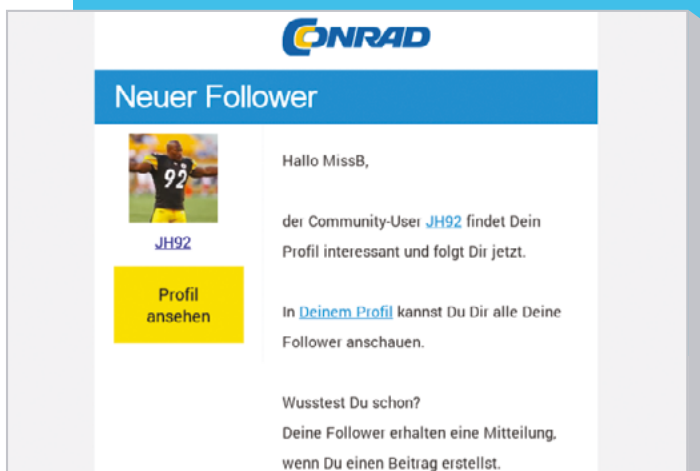 CONRAD
Neuer Follower
92
JH92
Profil
ansehen
Hallo MissB,
der Community-User JH92 findet Dein
Profil interessant und folgt Dir jetzt.
In Deinem Profil kannst Du Dir alle Deine
Follower anschauen.
Wusstest Du schon?
Deine Follower erhalten eine Mitteilung,
wenn Du einen Beitrag erstellst.